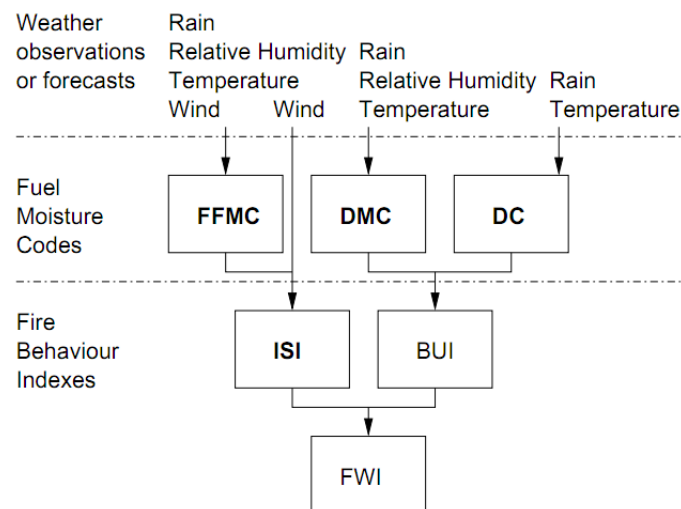 Weather
observations
or forecasts
Rain
Relative Humidity
Temperature
Wind
Wind
Rain
Relative Humidity
Temperature
Rain
Temperature
Fuel
Moisture
Codes
FFMC
DMC
DC
Fire
Behaviour
Indexes
ISI
BUI
FWI